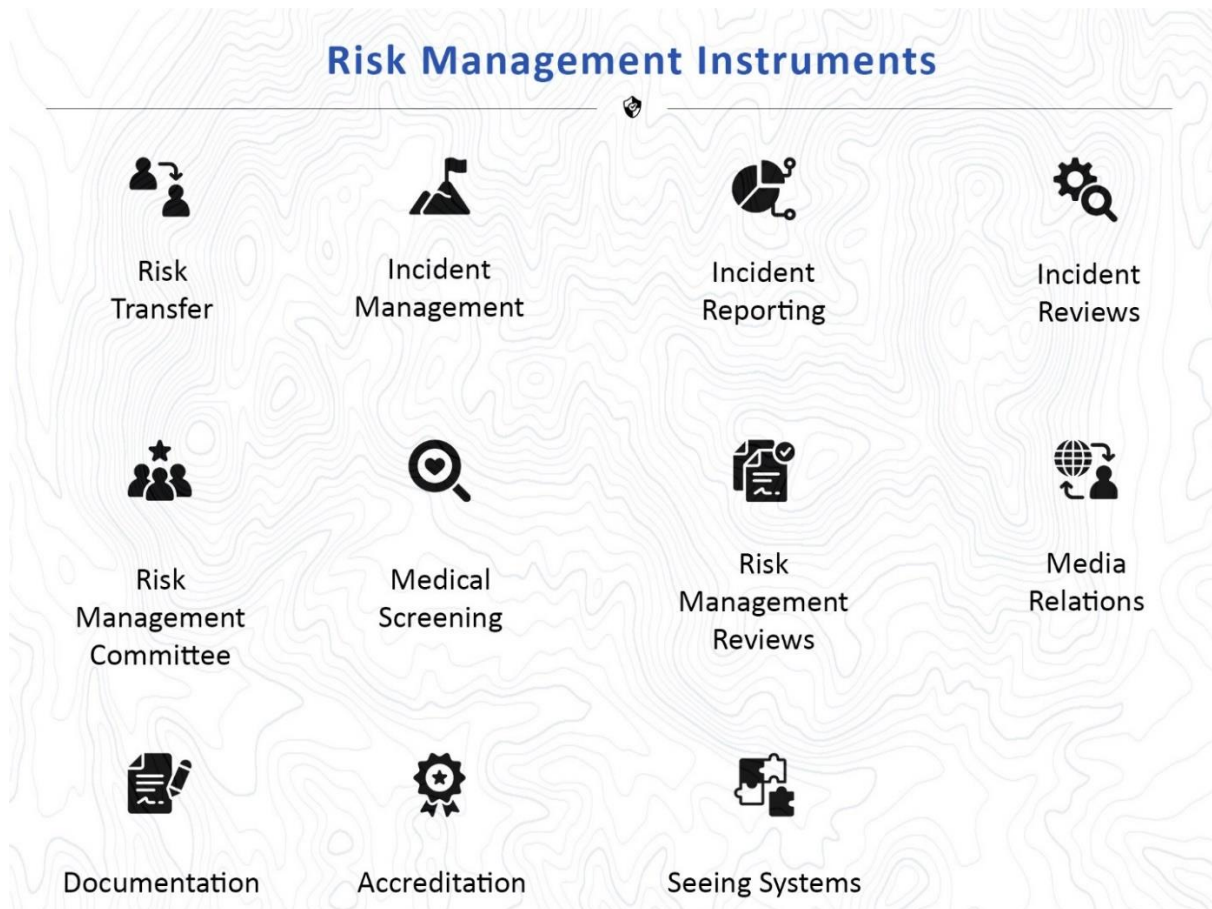 Risk Management Instruments
Risk
Transfer
Incident
Management
Incident
Reporting
Incident
Reviews
Risk
Management
Committee
Medical
Screening
Risk
Management
Reviews
Media
Relations
Documentation
Accreditation
Seeing Systems